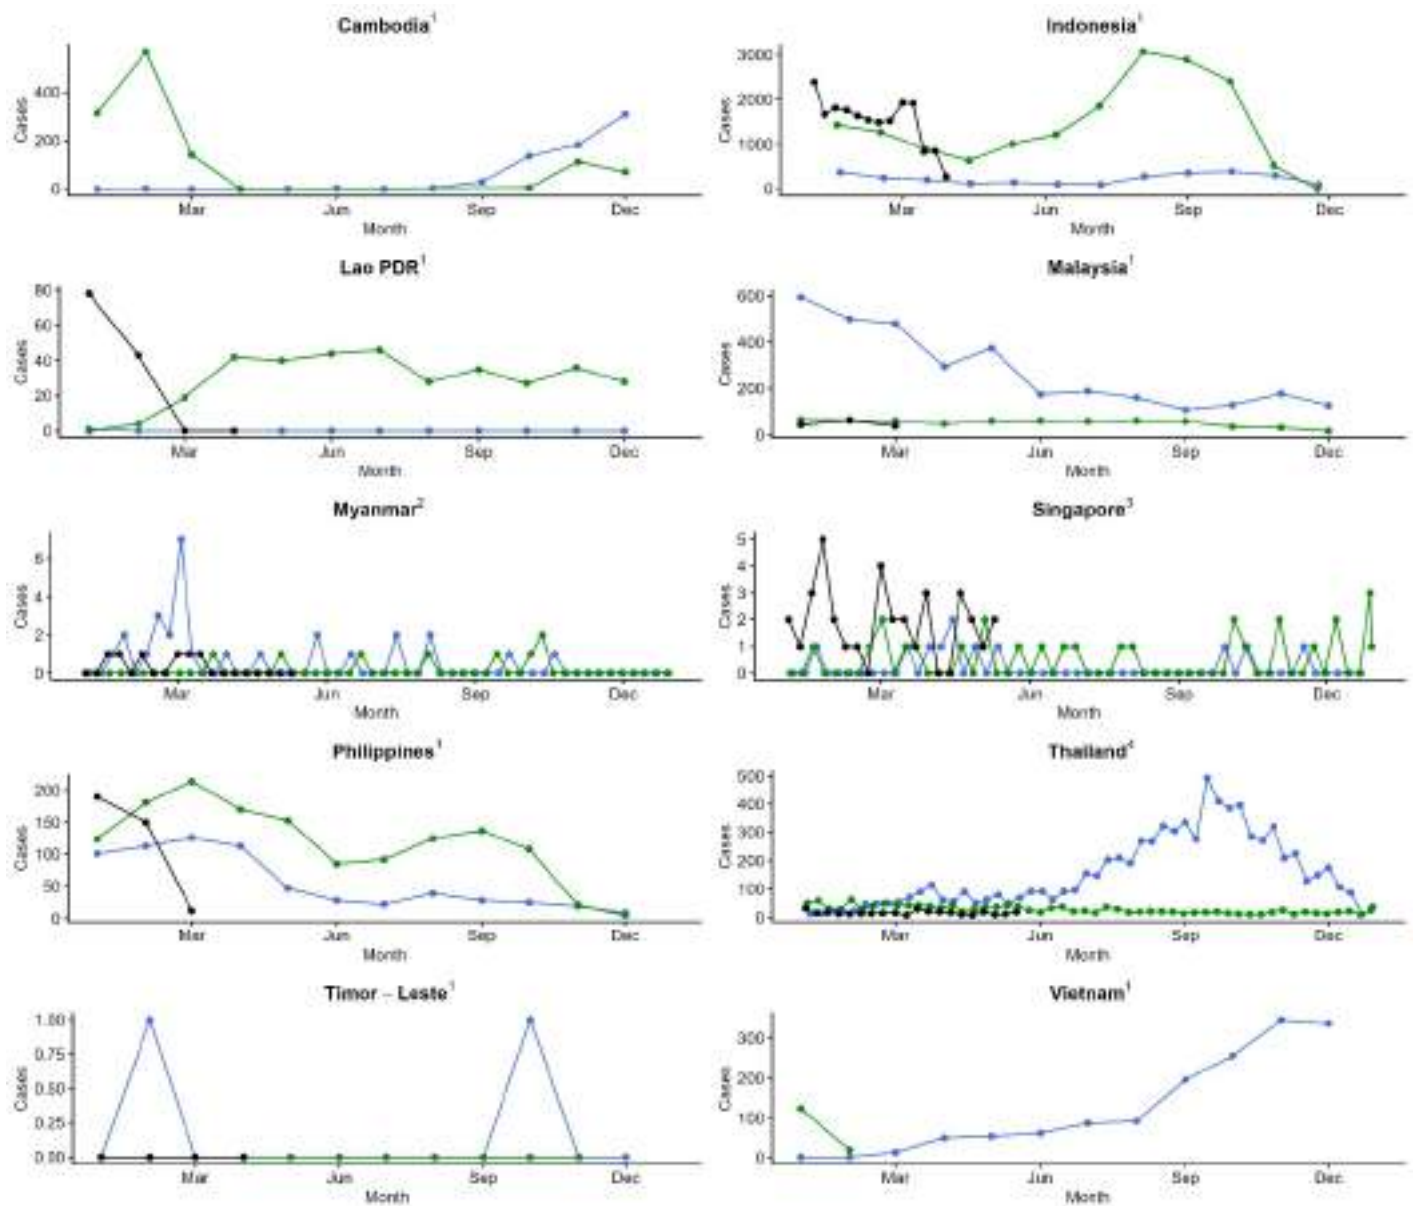 Cambodia¹
Cases
400
200
0
Mar Jun Sep Dec
Month
Indonesia¹
Cases
3000
2000
1000
0
Mar Jun Sep Dec
Month
Lao PDR¹
Cases
80
60
40
20
0
Mar Jun Sep Dec
Month
Malaysia¹
Cases
600
400
200
0
Mar Jun Sep Dec
Month
Myanmar²
Cases
6
4
2
0
Mar Jun Sep Dec
Month
Singapore³
Cases
5
4
3
2
1
0
Mar Jun Sep Dec
Month
Philippines¹
Cases
200
150
100
50
0
Mar Jun Sep Dec
Month
Thailand⁴
Cases
500
400
300
200
100
0
Mar Jun Sep Dec
Month
Timor – Leste¹
Cases
1.00
0.75
0.50
0.25
0.00
Mar Jun Sep Dec
Month
Vietnam¹
Cases
300
200
100
0
Mar Jun Sep Dec
Month